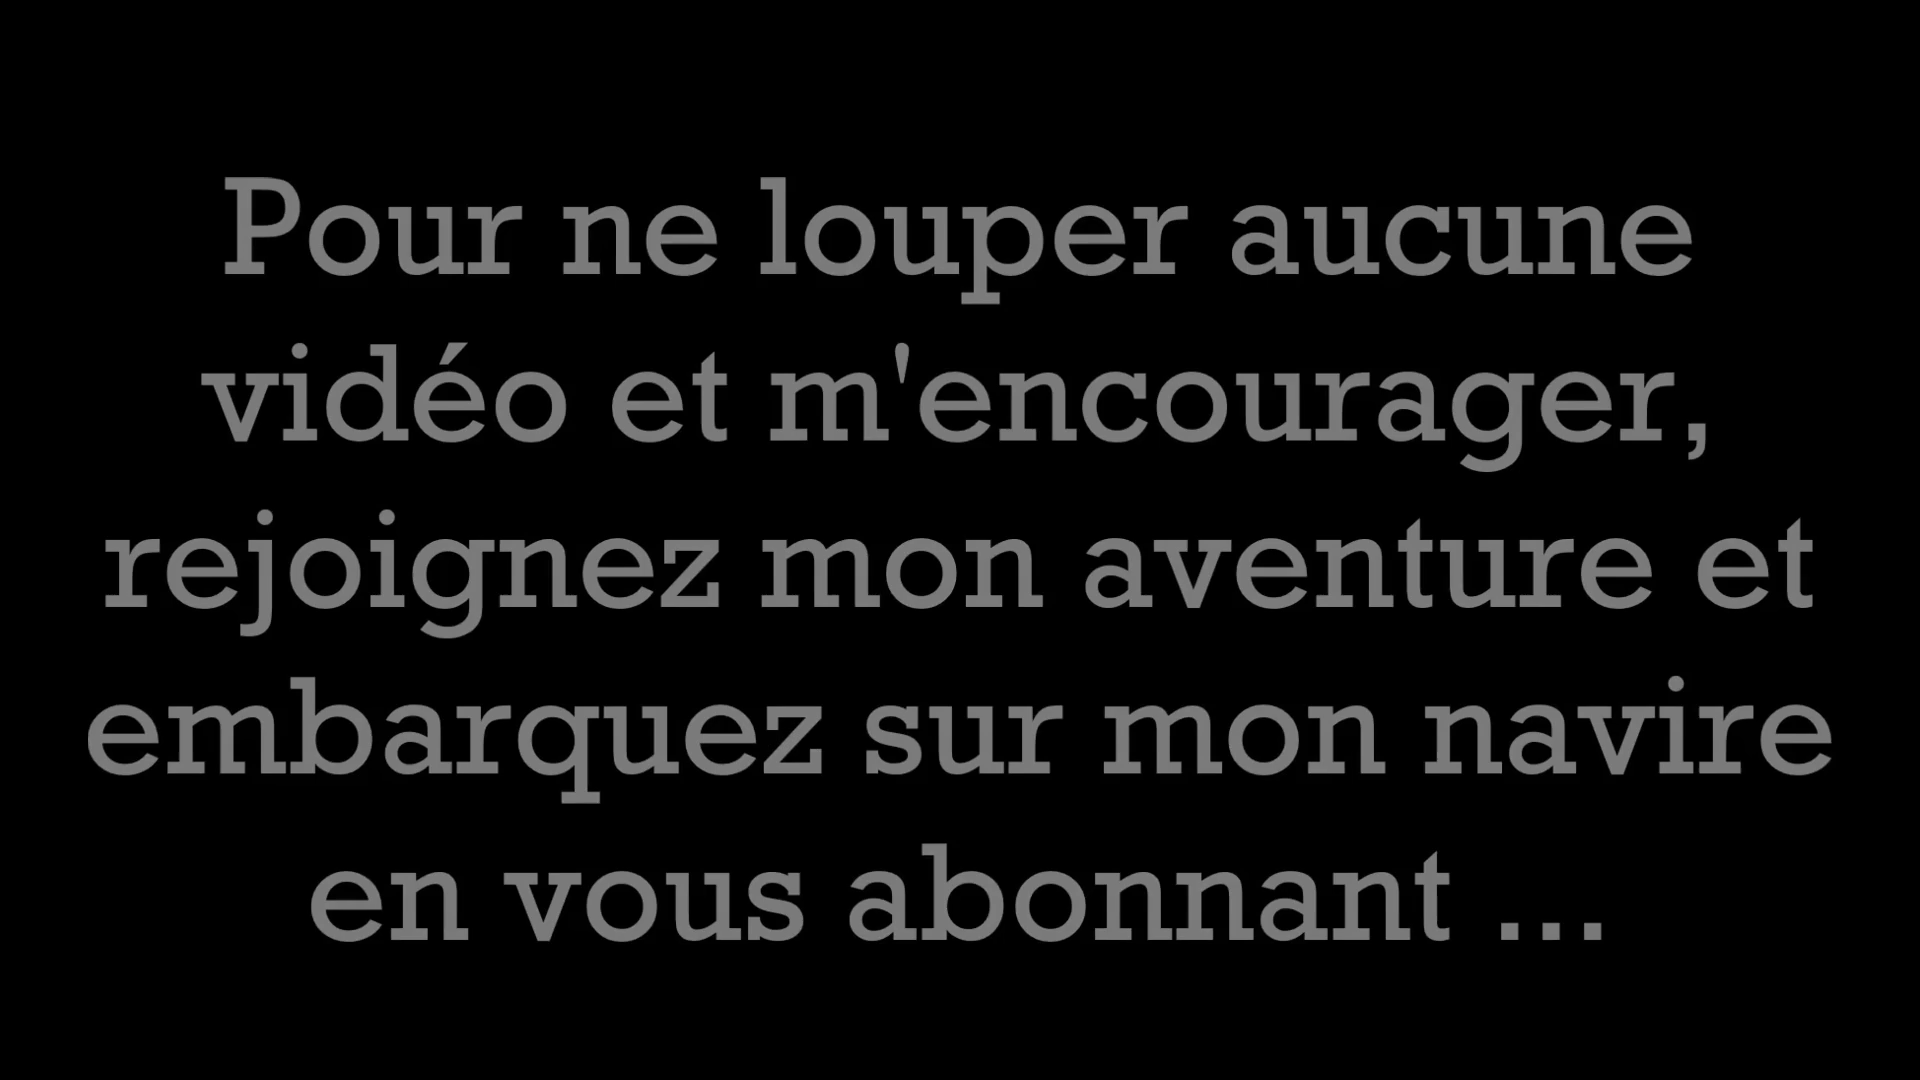 Pour ne louper aucune
vidéo et m'encourager,
rejoignez mon aventure et
embarquez sur mon navire
en vous abonnant ...